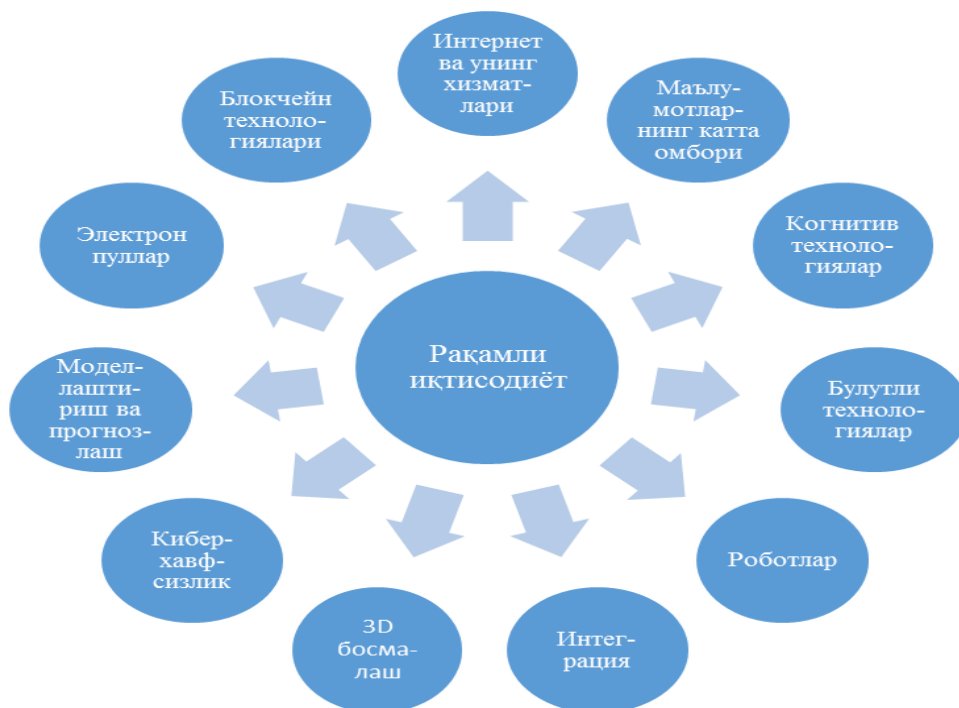 Интернет
ва унинг
хизмат-
лари
Маълу-
мотлар-
нинг катта
омбори
Когнитив
техноло-
гиялар
Булутли
техноло-
гиялар
Роботлар
Интег-
рация
3D
босма-
лаш
Кибер-
хавф-
сизлик
Модел-
лашти-
риш ва
прогноз-
лаш
Электрон
пуллар
Блокчейн
техноло-
гиялари
Рақамли
иқтисодиёт